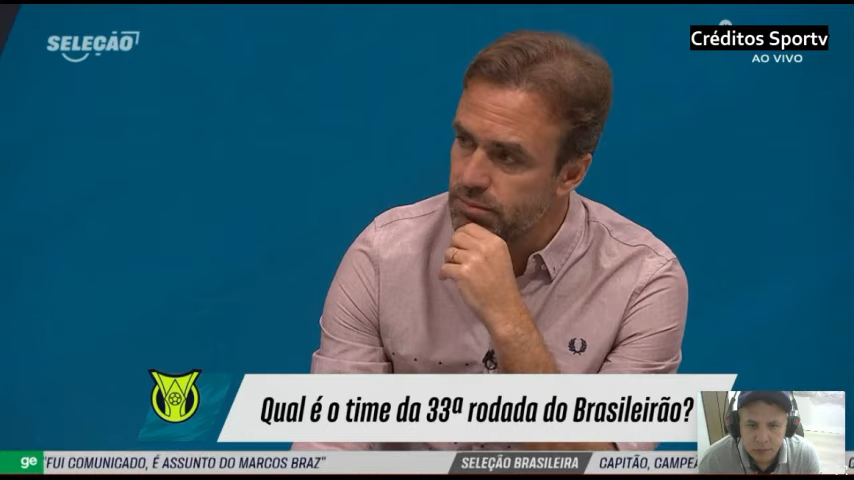 SELEÇÃO
Créditos Sportv
AO VIVO
Qual é o time da 33ª rodada do Brasileirão?
ge "FUI COMUNICADO, É ASSUNTO DO MARCOS BRAZ" SELEÇÃO BRASILEIRA CAPITÃO,